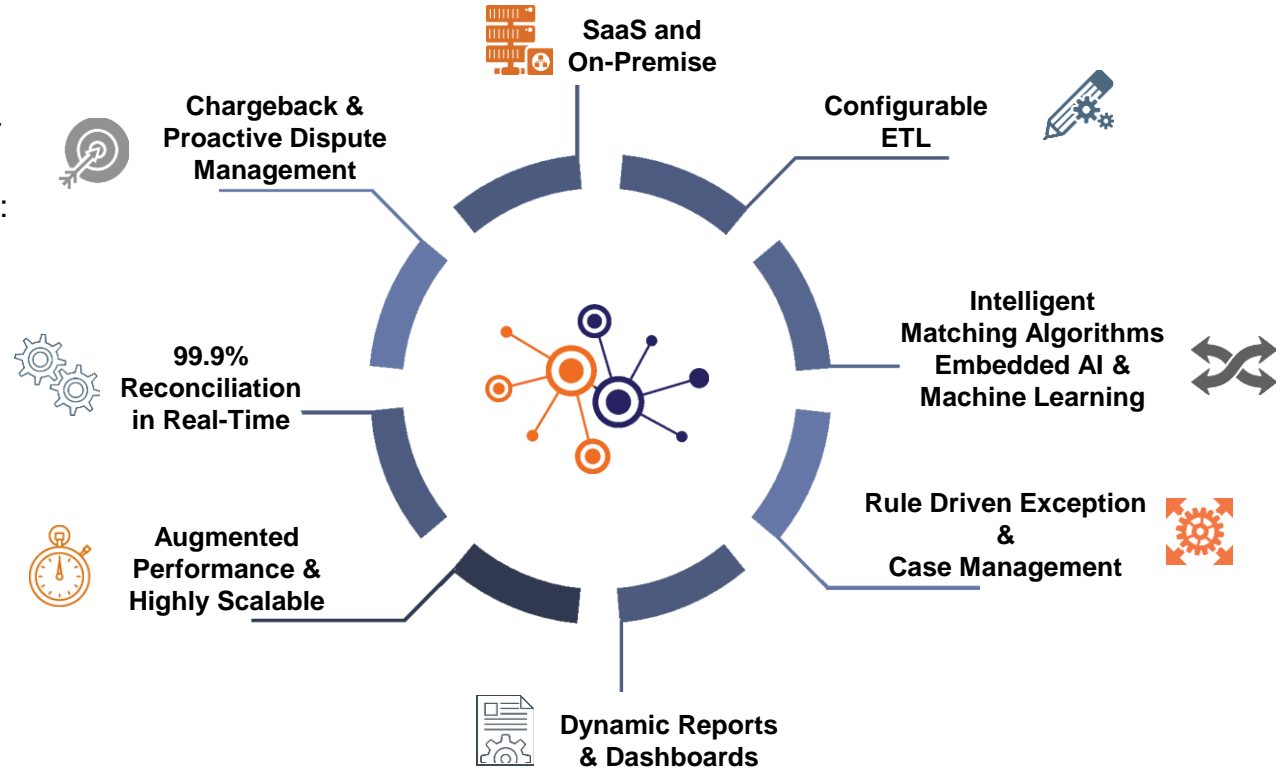 SaaS and
On-Premise
Configurable
ETL
Intelligent
Matching Algorithms
Embedded AI &
Machine Learning
Rule Driven Exception
&
Case Management
Dynamic Reports
& Dashboards
Augmented
Performance &
Highly Scalable
99.9%
Reconciliation
in Real-Time
Chargeback &
Proactive Dispute
Management
: